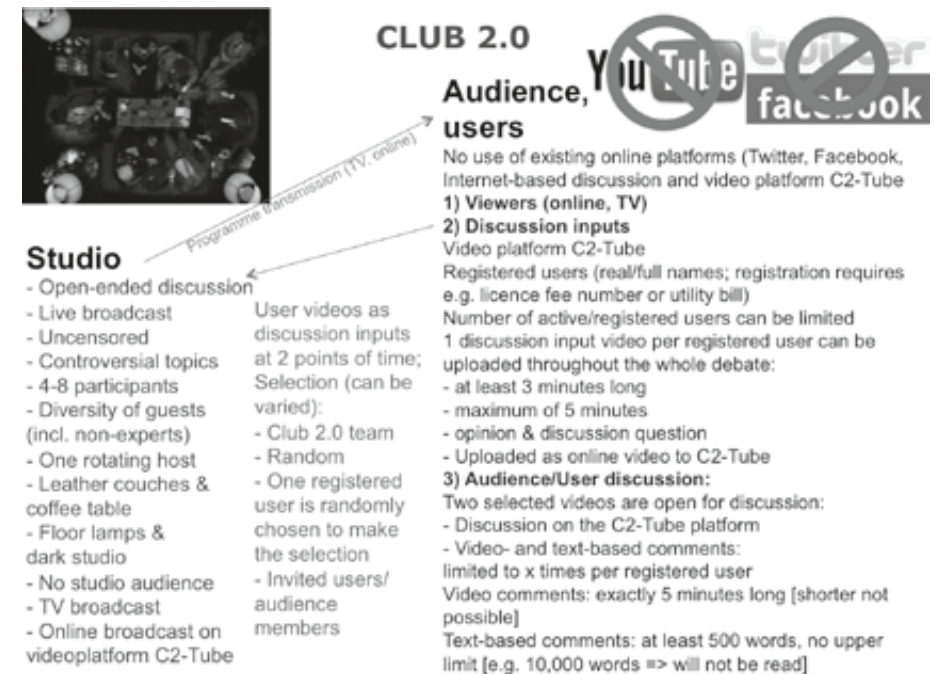 CLUB 2.0
YouTube
twitter
facebook
Audience,
users
No use of existing online platforms (Twitter, Facebook,
Internet-based discussion and video platform C2-Tube
1) Viewers (online, TV)
2) Discussion inputs
Video platform C2-Tube
Registered users (real/full names; registration requires
e.g. licence fee number or utility bill)
Number of active/registered users can be limited
1 discussion input video per registered user can be
uploaded throughout the whole debate:
- at least 3 minutes long
- maximum of 5 minutes
- opinion & discussion question
- Uploaded as online video to C2-Tube
3) Audience/User discussion:
Two selected videos are open for discussion:
- Discussion on the C2-Tube platform
- Video- and text-based comments:
limited to x times per registered user
Video comments: exactly 5 minutes long [shorter not
possible]
Text-based comments: at least 500 words, no upper
limit [e.g. 10,000 words => will not be read]
Programme transmission (TV, online)
Studio
- Open-ended discussion
- Live broadcast
- Uncensored
- Controversial topics
- 4-8 participants
- Diversity of guests
(incl. non-experts)
- One rotating host
- Leather couches &
coffee table
- Floor lamps &
dark studio
- No studio audience
- TV broadcast
- Online broadcast on
videoplatform C2-Tube
User videos as
discussion inputs
at 2 points of time;
Selection (can be
varied):
- Club 2.0 team
- Random
- One registered
user is randomly
chosen to make
the selection
- Invited users/
audience
members